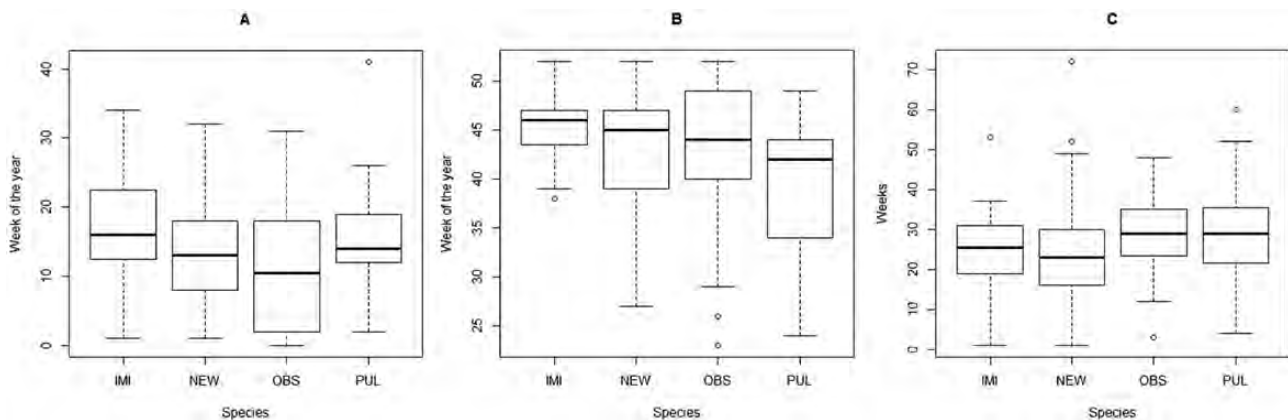 A
Week of the year
40
30
20
10
0
IMI NEW OBS PUL
Species
B
Week of the year
50
45
40
35
30
25
IMI NEW OBS PUL
Species
C
Weeks
70
60
50
40
30
20
10
0
IMI NEW OBS PUL
Species